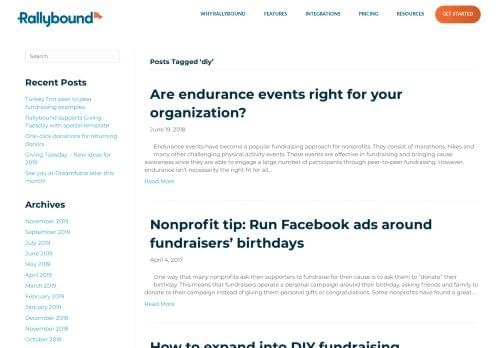 Rallybound
WHY RALLYBOUND
FEATURES
INTEGRATIONS
PRICING
RESOURCES
GET STARTED
Search
Recent Posts
Turkey Trot peer to peer
fundraising examples
Rallybound supports Giving
Tuesday with special template
One-click donations for returning
donors
Giving Tuesday – New ideas for
2019
See you at Dreamforce later this
month!
Archives
November 2019
September 2019
July 2019
June 2019
May 2019
April 2019
March 2019
February 2019
January 2019
December 2018
November 2018
October 2018
Posts Tagged ‘diy’
Are endurance events right for your
organization?
June 19, 2018
Endurance events have become a popular fundraising approach for nonprofits. They consist of marathons, hikes and
many other challenging physical activity events. These events are effective in fundraising and bringing cause
awareness since they are able to engage a large number of participants through peer-to-peer fundraising. However,
endurance isn’t necessarily the right fit for all…
Read More
Nonprofit tip: Run Facebook ads around
fundraisers’ birthdays
April 4, 2017
One way that many nonprofits ask their supporters to fundraise for their cause is to ask them to “donate” their
birthday. This means that fundraisers operate a personal campaign around their birthday, asking friends and family to
donate to their campaign instead of giving them personal gifts or congratulations. Some nonprofits have found a great…
Read More
How to expand into DIY fundraising